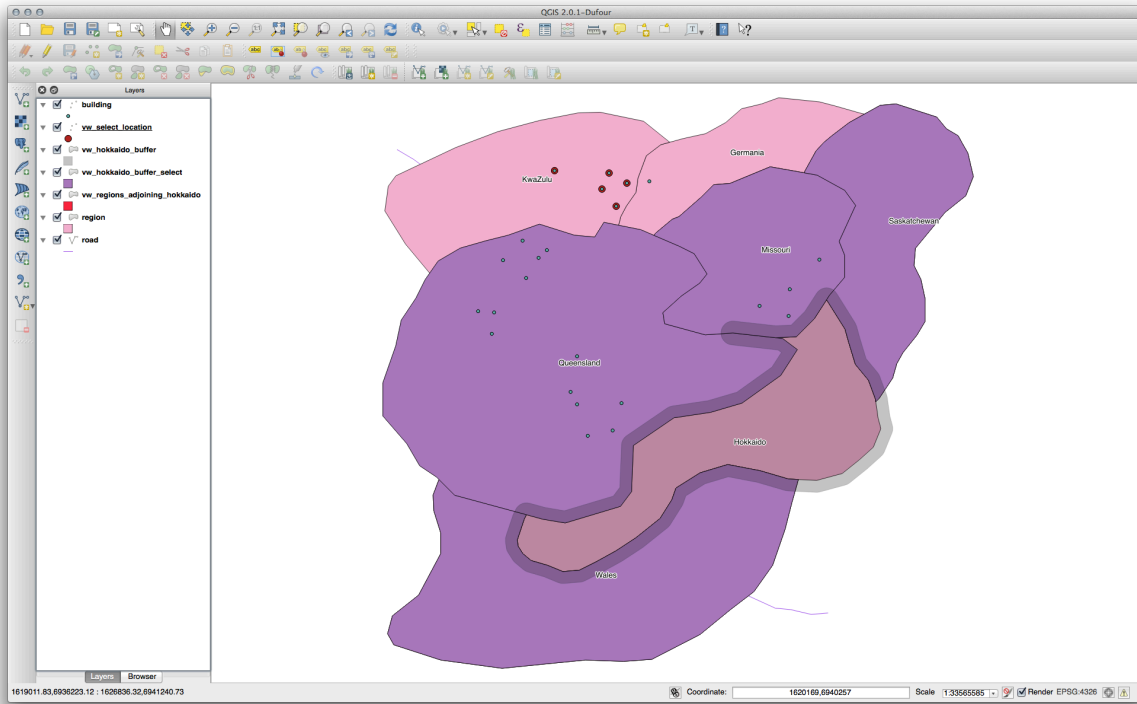 QGIS 2.0.1-Dufour
Layers
building
vw_select_location
vw_hokkaido_buffer
vw_hokkaido_buffer_select
vw_regions_adjoining_hokkaido
region
road
KwaZulu
Germania
Saskatchewan
Missouri
Queensland
Hokkaido
Wales
Layers Browser
1619011.83,6936223.12 : 1626836.32,6941240.73
Coordinate: 1620169,6940257
Scale 1:33565585
Render EPSG:4326